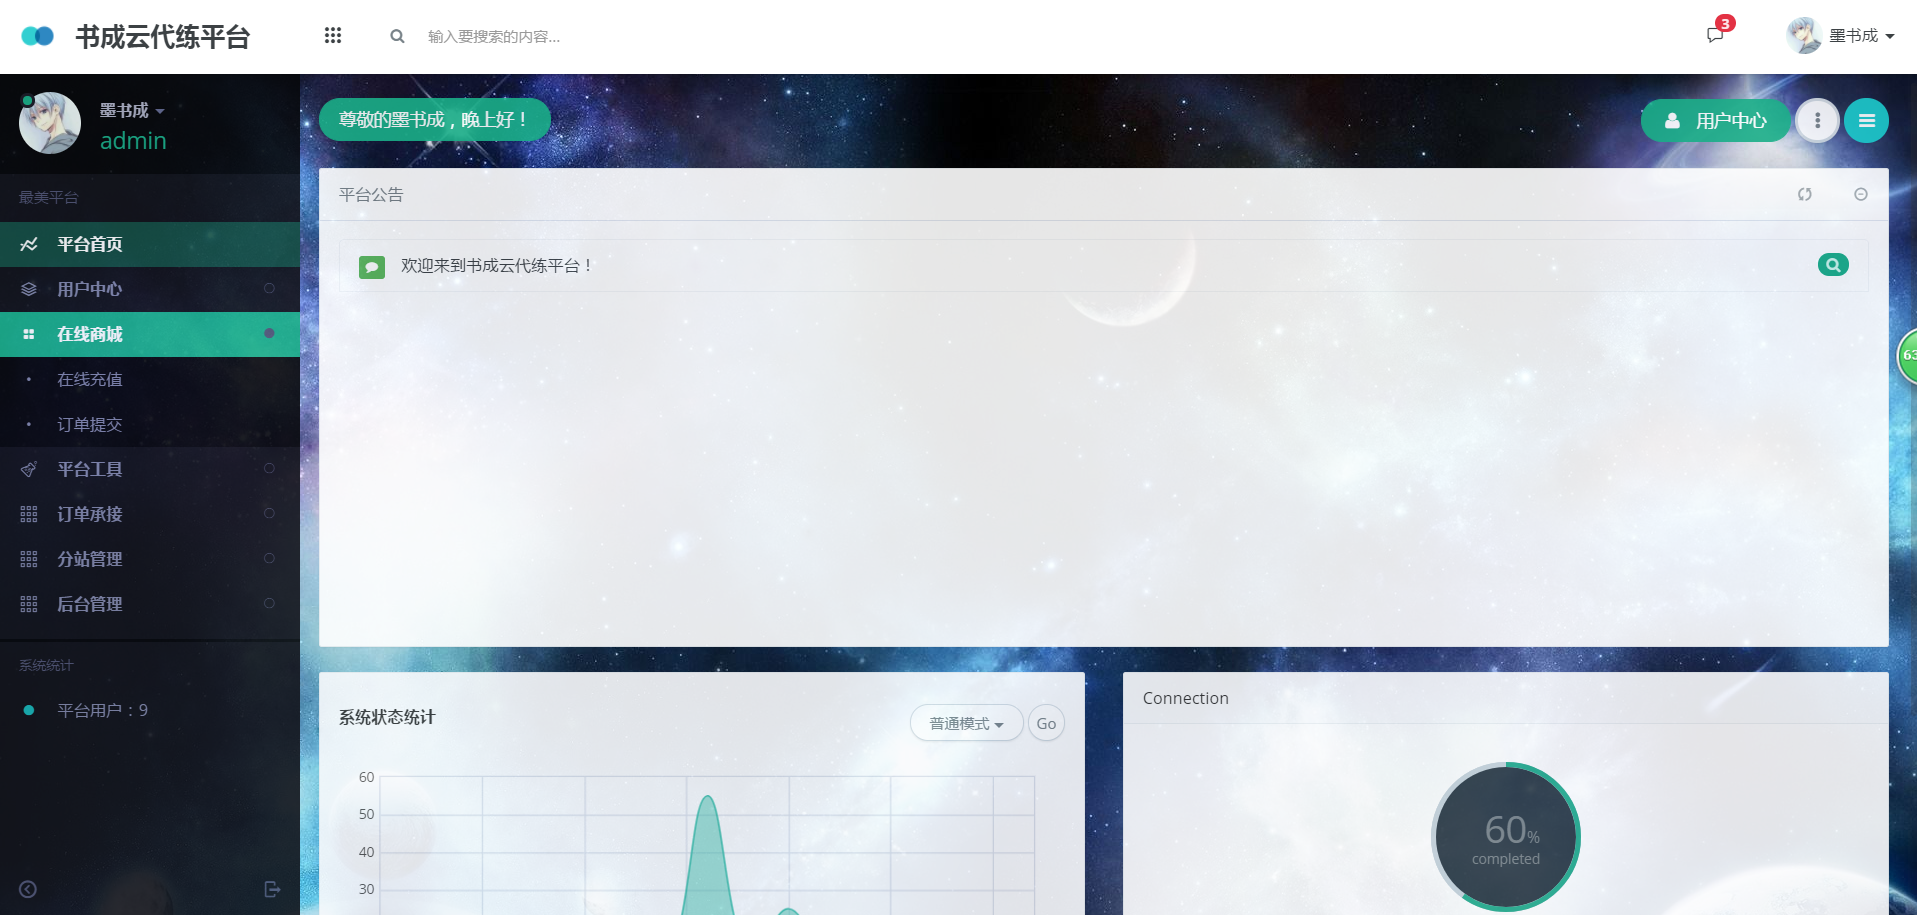 书成云代练平台
输入要搜索的内容...
3
墨书成
墨书成
admin
最美平台
平台首页
用户中心
在线商城
在线充值
订单提交
平台工具
订单承接
分站管理
后台管理
系统统计
平台用户：9
尊敬的墨书成，晚上好！
用户中心
平台公告
欢迎来到书成云代练平台！
63
系统状态统计
普通模式
Go
60
50
40
30
Connection
60%
completed